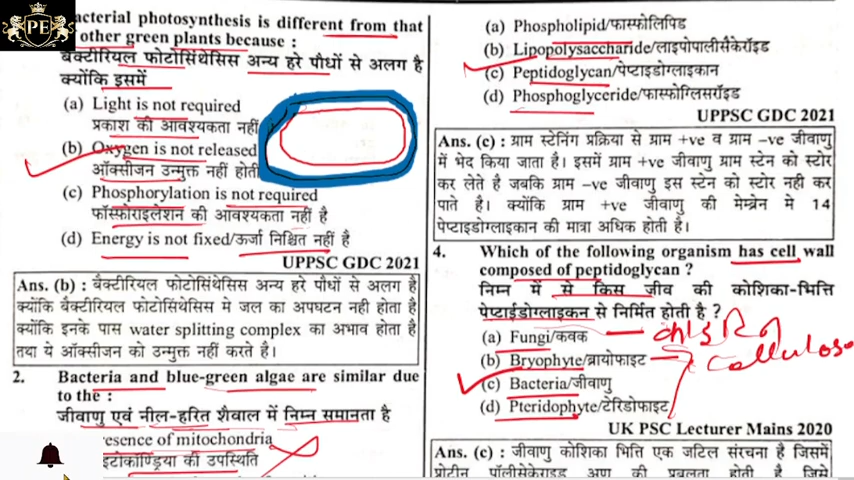 PE
acterial photosynthesis is different from that
other green plants because :
बैक्टीरियल फोटोसिंथेसिस अन्य हरे पौधों से अलग है
क्योंकि इसमें
(a) Light is not required
प्रकाश की आवश्यकता नहीं
(b) Oxygen is not released
ऑक्सीजन उन्मुक्त नहीं होती
(c) Phosphorylation is not required
फॉस्फोराइलेशन की आवश्यकता नहीं है
(d) Energy is not fixed/ऊर्जा निश्चित नहीं है
UPPSC GDC 2021
Ans. (b) : बैक्टीरियल फोटोसिंथेसिस अन्य हरे पौधों से अलग है
क्योंकि बैक्टीरियल फोटोसिंथेसिस मे जल का अपघटन नही होता है
क्योंकि इनके पास water splitting complex का अभाव होता है
तथा ये ऑक्सीजन को उन्मुक्त नहीं करते है।
2. Bacteria and blue-green algae are similar due
to the :
जीवाणु एवं नील-हरित शैवाल में निम्न समानता है
resence of mitochondria
इटोकॉण्ड्रिया की उपस्थिति
(a) Phospholipid/फास्फोलिपिड
(b) Lipopolysaccharide/लाइपोपालीसैकेरॉइड
(c) Peptidoglycan/पेप्टाइडोग्लाइकान
(d) Phosphoglyceride/फास्फोग्लिसरॉइड
UPPSC GDC 2021
Ans. (c) : ग्राम स्टेनिंग प्रक्रिया से ग्राम +ve व ग्राम –ve जीवाणु
में भेद किया जाता है। इसमें ग्राम +ve जीवाणु ग्राम स्टेन को स्टोर
कर लेते है जबकि ग्राम –ve जीवाणु इस स्टेन को स्टोर नही कर
पाते है। क्योंकि ग्राम +ve जीवाणु की मेम्ब्रेन मे 14
पेप्टाइडोग्लाइकान की मात्रा अधिक होती है।
4. Which of the following organism has cell wall
composed of peptidoglycan ?
निम्न में से किस जीव की कोशिका-भित्ति
पेप्टाईडोग्लाइकन से निर्मित होती है ?
(a) Fungi/कवक
(b) Bryophyte/ब्रायोफाइट
(c) Bacteria/जीवाणु
(d) Pteridophyte/टेरिडोफाइट
काइटिन
cellulose
UK PSC Lecturer Mains 2020
Ans. (c) : जीवाणु कोशिका भित्ति एक जटिल संरचना है जिसमें
प्रोटीन पॉलीसेकेराइड अणु की प्रबलता होती है जिसे